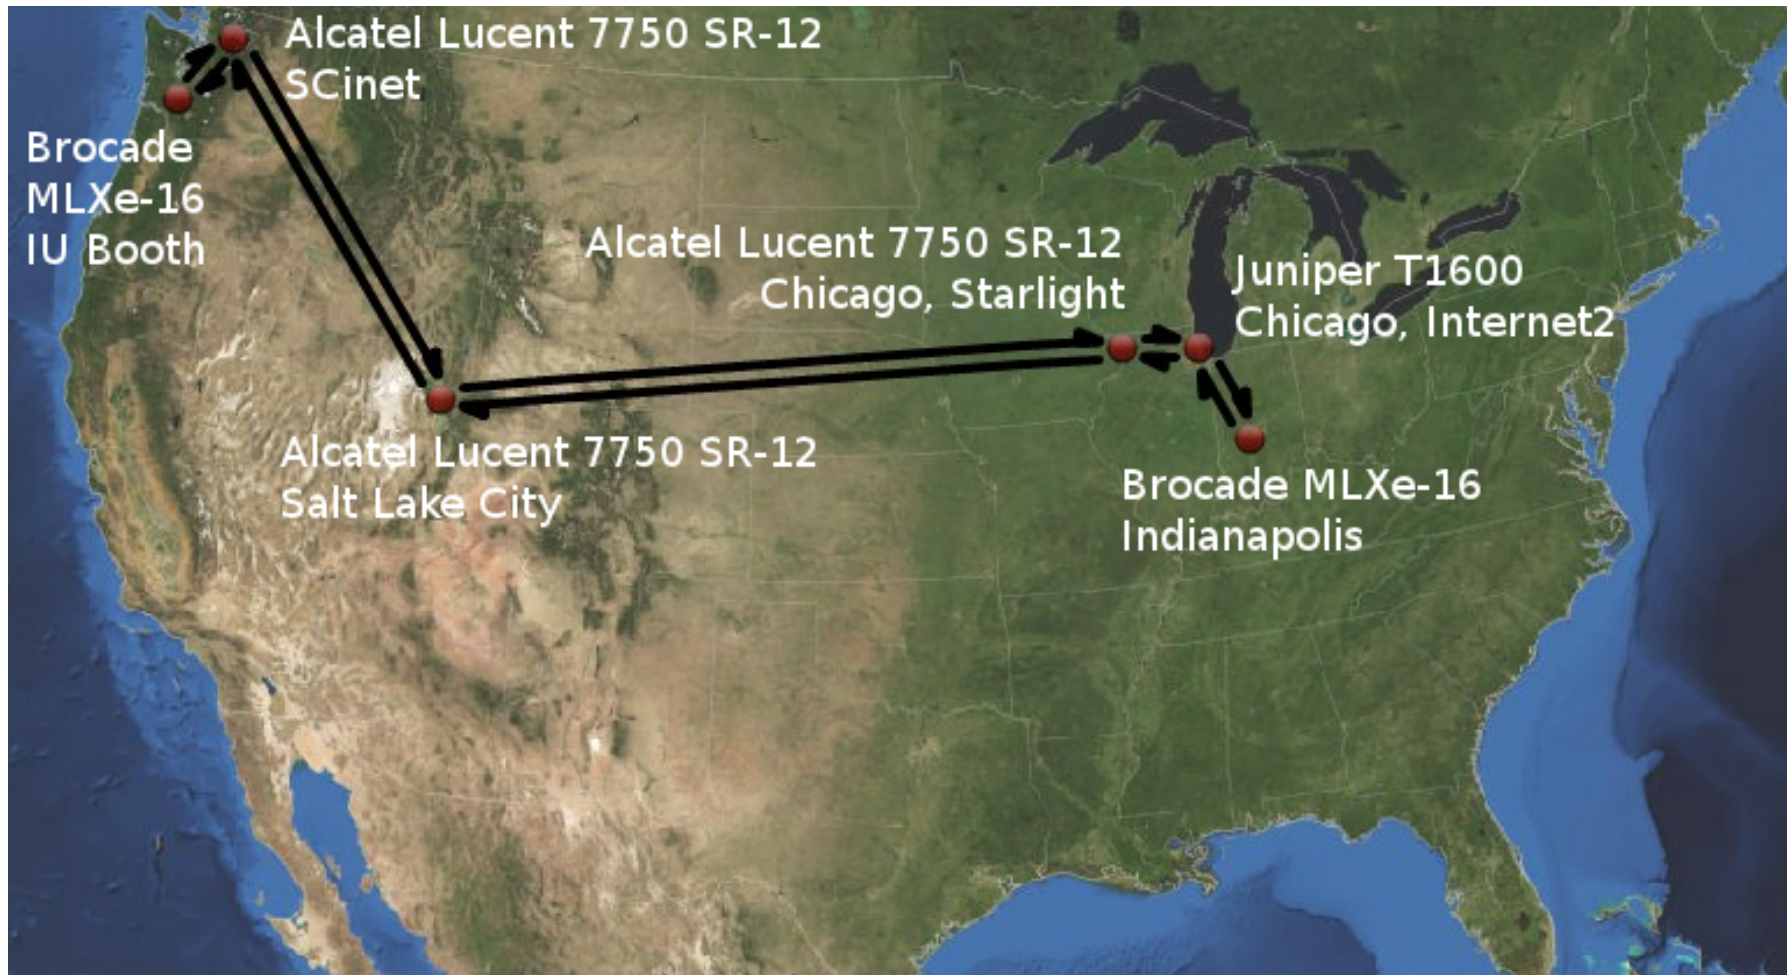 Alcatel Lucent 7750 SR-12
SCinet
Brocade
MLXe-16
IU Booth
Alcatel Lucent 7750 SR-12
Chicago, Starlight
Juniper T1600
Chicago, Internet2
Alcatel Lucent 7750 SR-12
Salt Lake City
Brocade MLXe-16
Indianapolis